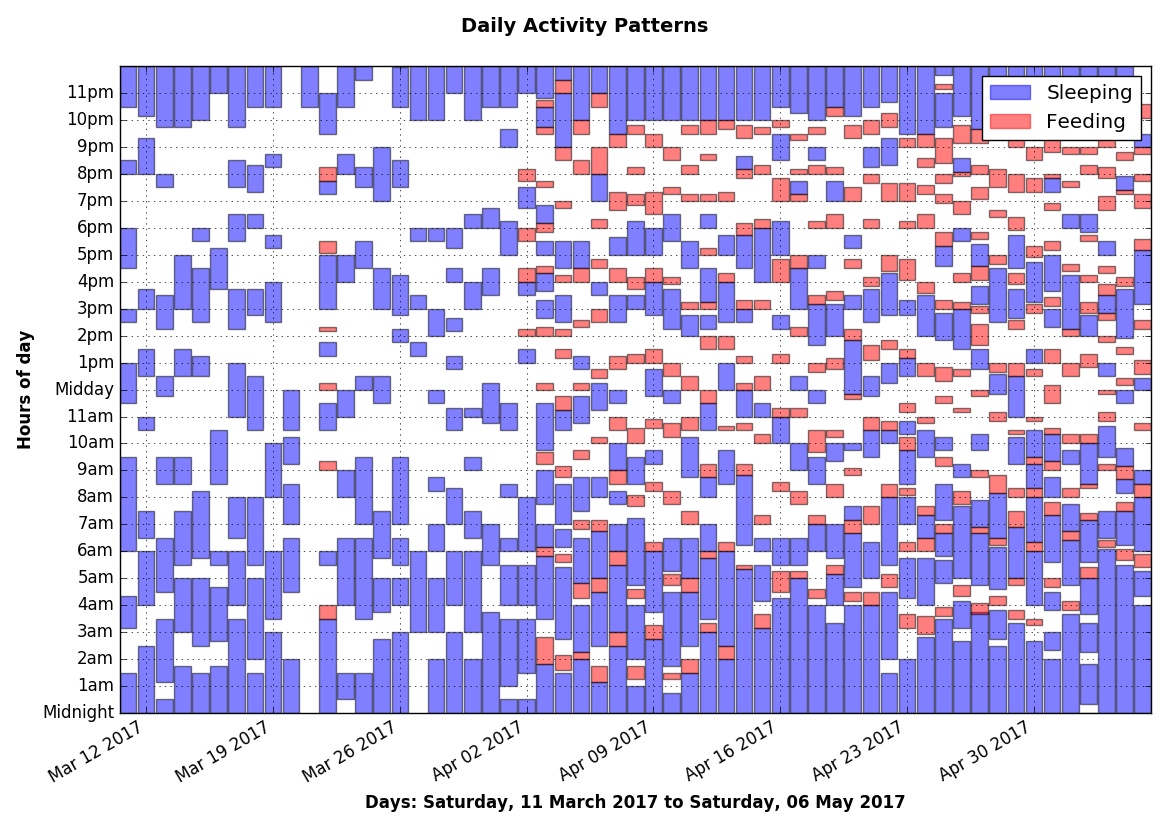 Daily Activity Patterns
Sleeping
Feeding
11pm
10pm
9pm
8pm
7pm
6pm
5pm
4pm
3pm
2pm
1pm
Midday
11am
10am
9am
8am
7am
6am
5am
4am
3am
2am
1am
Midnight
Hours of day
Mar 12 2017
Mar 19 2017
Mar 26 2017
Apr 02 2017
Apr 09 2017
Apr 16 2017
Apr 23 2017
Apr 30 2017
Days: Saturday, 11 March 2017 to Saturday, 06 May 2017